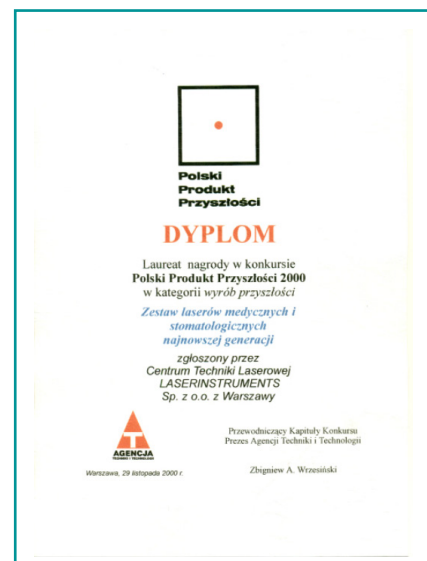 Polski
Produkt
Przyszłości
DYPLOM
Laureat nagrody w konkursie
Polski Produkt Przyszłości 2000
w kategorii wyrób przyszłości
Zestaw laserów medycznych i
stomatologicznych
najnowszej generacji
zgłoszony przez
Centrum Techniki Laserowej
LASERINSTRUMENTS
Sp. z o.o. z Warszawy
Przewodniczący Kapituły Konkursu
Prezes Agencji Techniki i Technologii
AGENCJA
TECHNIKI I TECHNOLOGII
Warszawa, 29 listopada 2000 r.
Zbigniew A. Wrzesiński